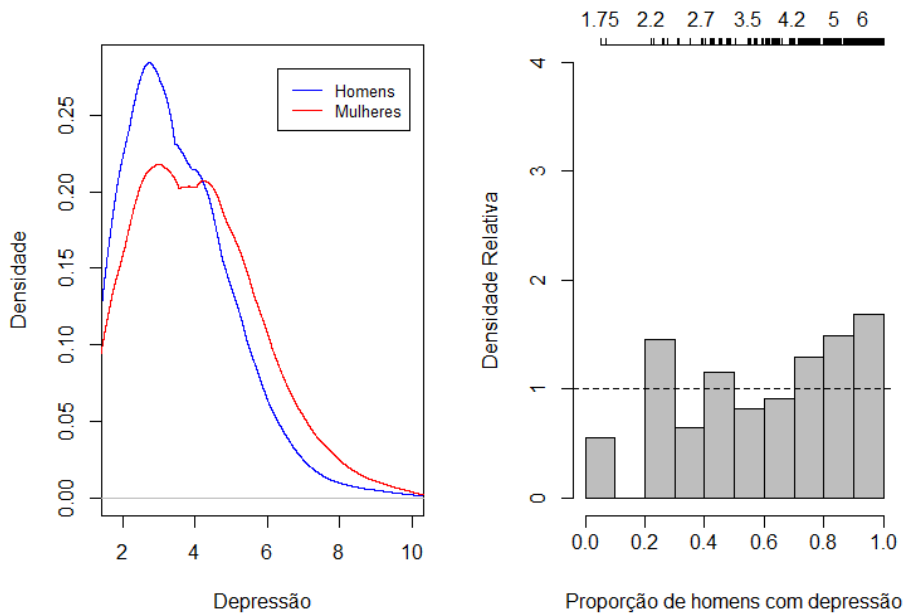 Homens
Mulheres
Densidade
0.00
0.05
0.10
0.15
0.20
0.25
2 4 6 8 10
Depressão
1.75 2.2 2.7 3.5 4.2 5 6
Densidade Relativa
0
1
2
3
4
0.0 0.2 0.4 0.6 0.8 1.0
Proporção de homens com depressão